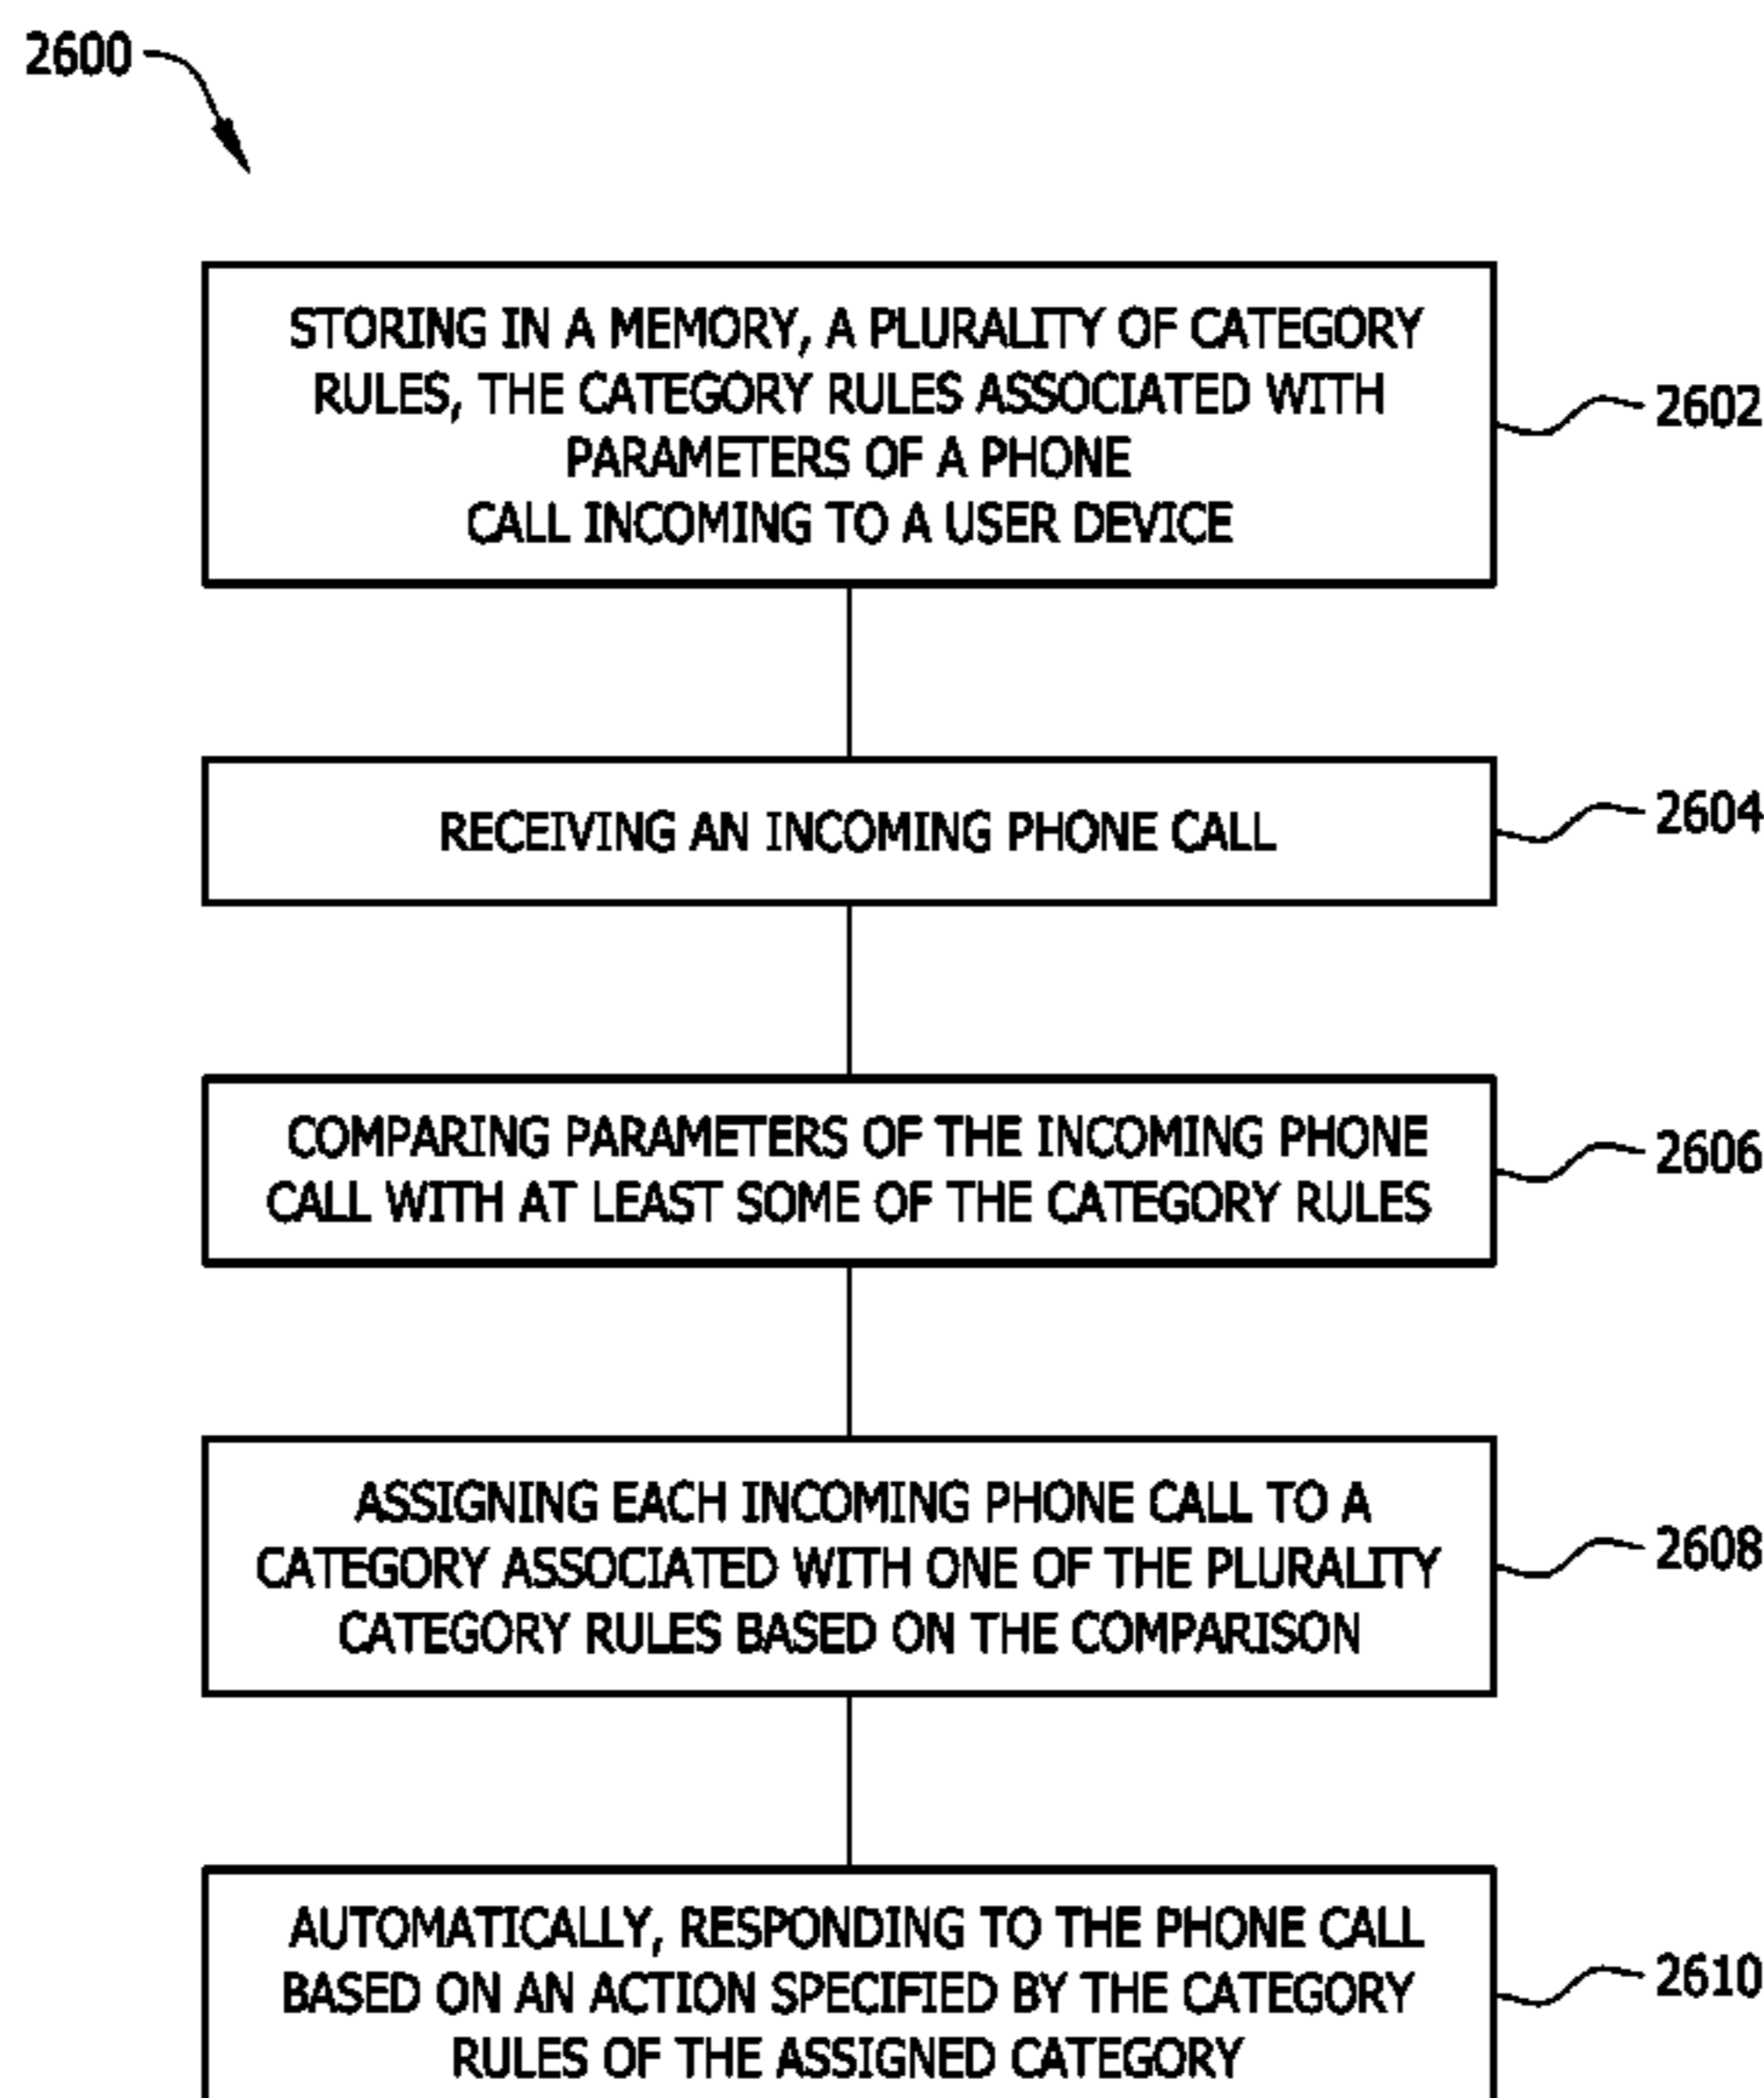 2600
STORING IN A MEMORY, A PLURALITY OF CATEGORY
RULES, THE CATEGORY RULES ASSOCIATED WITH
PARAMETERS OF A PHONE
CALL INCOMING TO A USER DEVICE
2602
RECEIVING AN INCOMING PHONE CALL
2604
COMPARING PARAMETERS OF THE INCOMING PHONE
CALL WITH AT LEAST SOME OF THE CATEGORY RULES
2606
ASSIGNING EACH INCOMING PHONE CALL TO A
CATEGORY ASSOCIATED WITH ONE OF THE PLURALITY
CATEGORY RULES BASED ON THE COMPARISON
2608
AUTOMATICALLY, RESPONDING TO THE PHONE CALL
BASED ON AN ACTION SPECIFIED BY THE CATEGORY
RULES OF THE ASSIGNED CATEGORY
2610